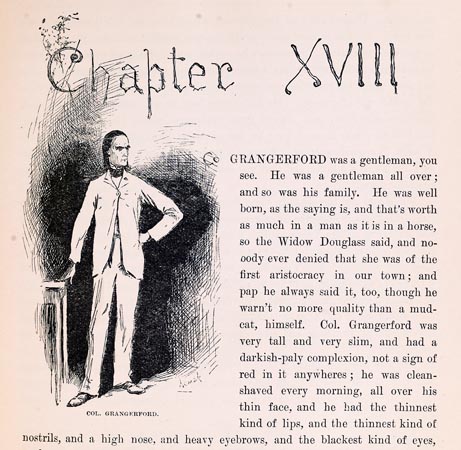 Chapter XVIII
Co GRANGERFORD was a gentleman, you
see. He was a gentleman all over ;
and so was his family. He was well
born, as the saying is, and that's worth
as much in a man as it is in a horse,
so the Widow Douglass said, and no-
oody ever denied that she was of the
first aristocracy in our town ; and
pap he always said it, too, though he
warn't no more quality than a mud-
cat, himself. Col. Grangerford was
very tall and very slim, and had a
darkish-paly complexion, not a sign of
red in it anywheres ; he was clean-
shaved every morning, all over his
thin face, and he had the thinnest
kind of lips, and the thinnest kind of
COL. GRANGERFORD.
nostrils, and a high nose, and heavy eyebrows, and the blackest kind of eyes,